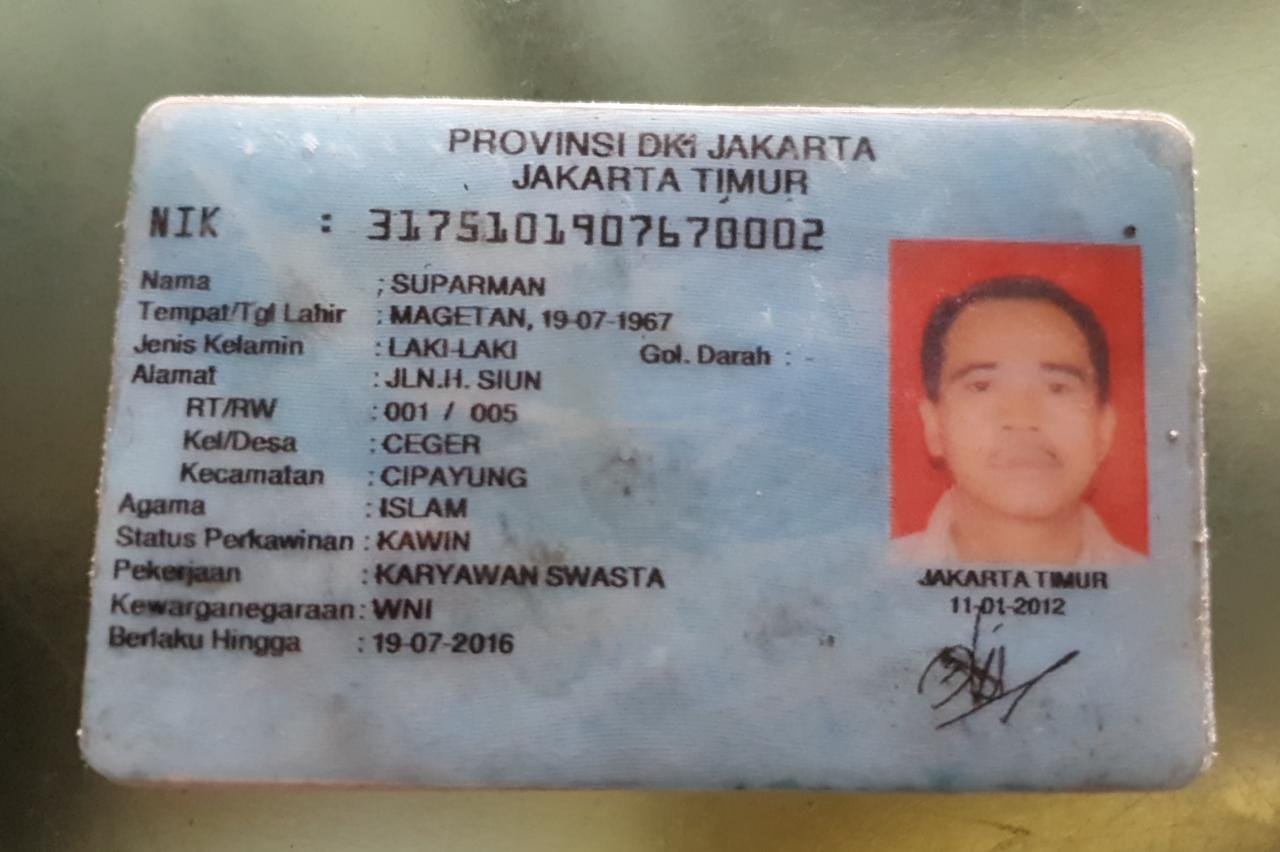 PROVINSI DKI JAKARTA
JAKARTA TIMUR
NIK : 3175101907670002
Nama : SUPARMAN
Tempat/Tgl Lahir : MAGETAN, 19-07-1967
Jenis Kelamin : LAKI-LAKI Gol. Darah : -
Alamat : JLN.H. SIUN
RT/RW : 001 / 005
Kel/Desa : CEGER
Kecamatan : CIPAYUNG
Agama : ISLAM
Status Perkawinan : KAWIN
Pekerjaan : KARYAWAN SWASTA
Kewarganegaraan : WNI
Berlaku Hingga : 19-07-2016
JAKARTA TIMUR
11-01-2012